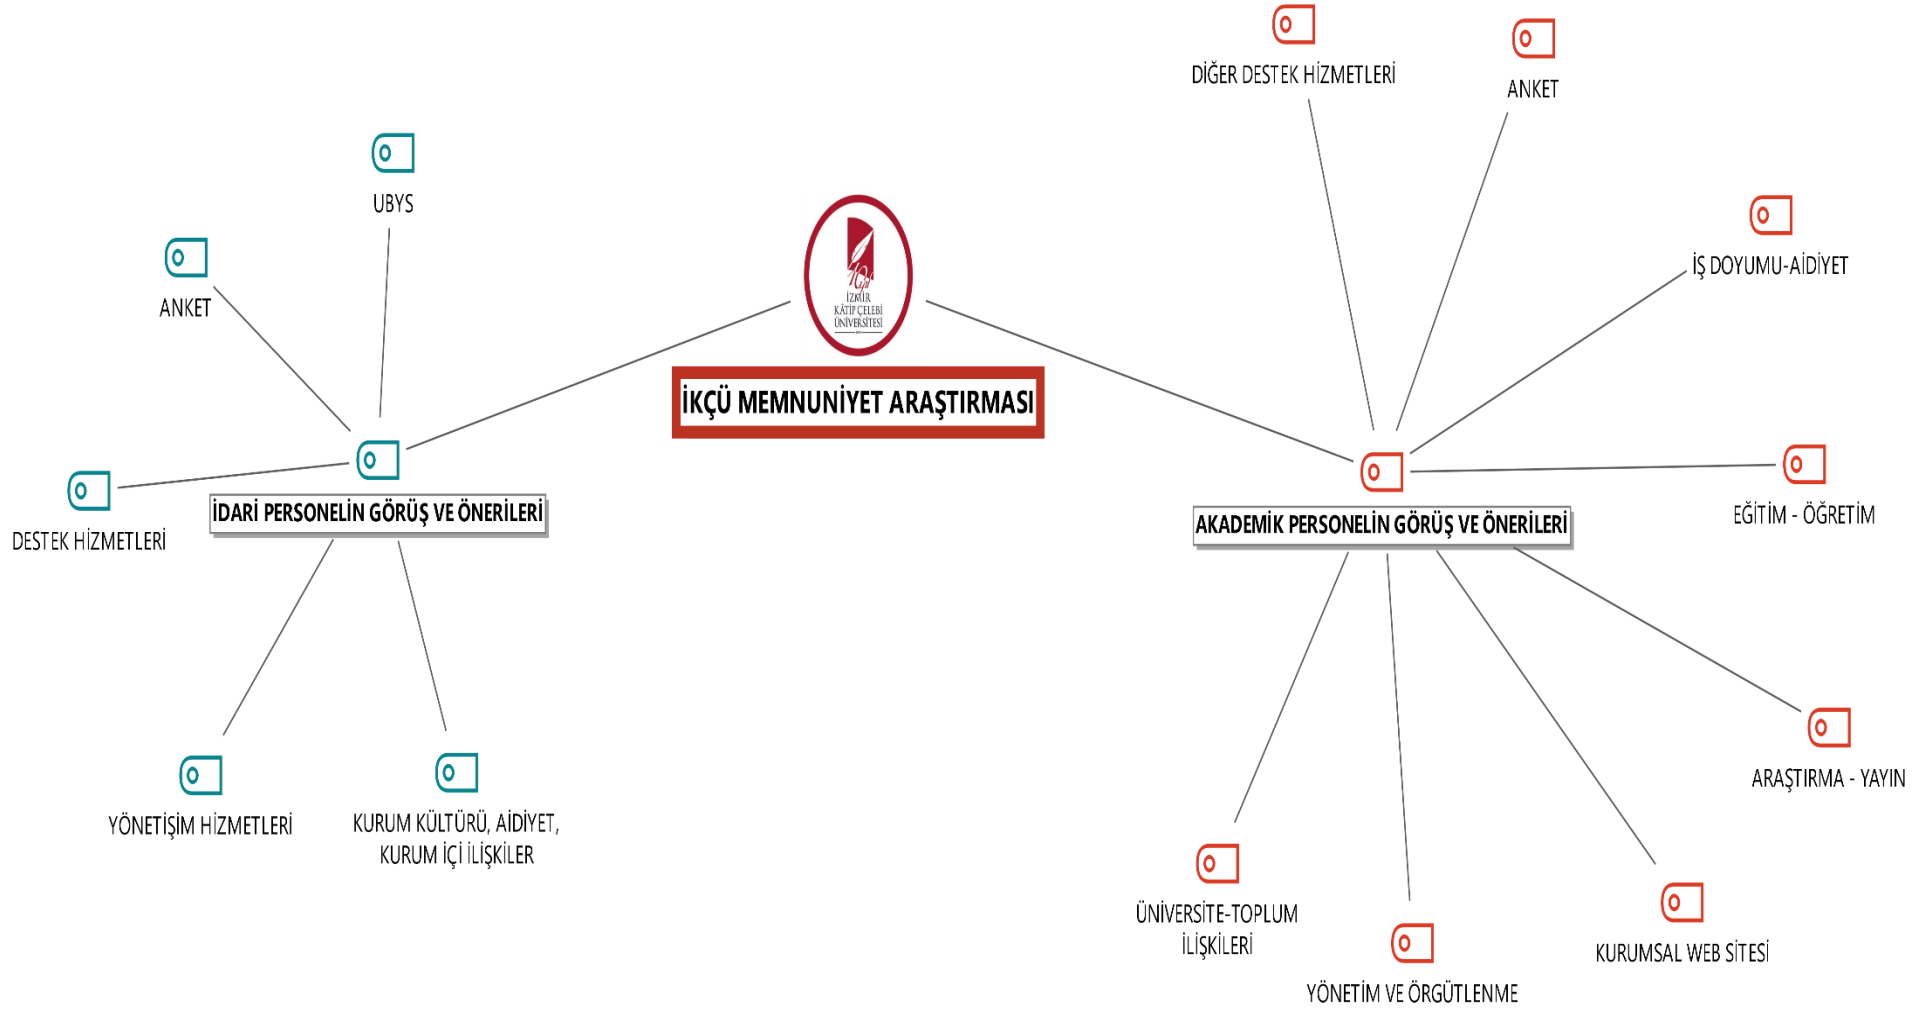 DİĞER DESTEK HİZMETLERİ
ANKET
UBYS
ANKET
İŞ DOYUMU-AİDİYET
İZMİR
KÂTİP ÇELEBİ
ÜNİVERSİTESİ
İKÇÜ MEMNUNİYET ARAŞTIRMASI
İDARİ PERSONELİN GÖRÜŞ VE ÖNERİLERİ
AKADEMİK PERSONELİN GÖRÜŞ VE ÖNERİLERİ
EĞİTİM - ÖĞRETİM
DESTEK HİZMETLERİ
ARAŞTIRMA - YAYIN
YÖNETİŞİM HİZMETLERİ
KURUM KÜLTÜRÜ, AİDİYET,
KURUM İÇİ İLİŞKİLER
ÜNİVERSİTE-TOPLUM
İLİŞKİLERİ
KURUMSAL WEB SİTESİ
YÖNETİM VE ÖRGÜTLENME